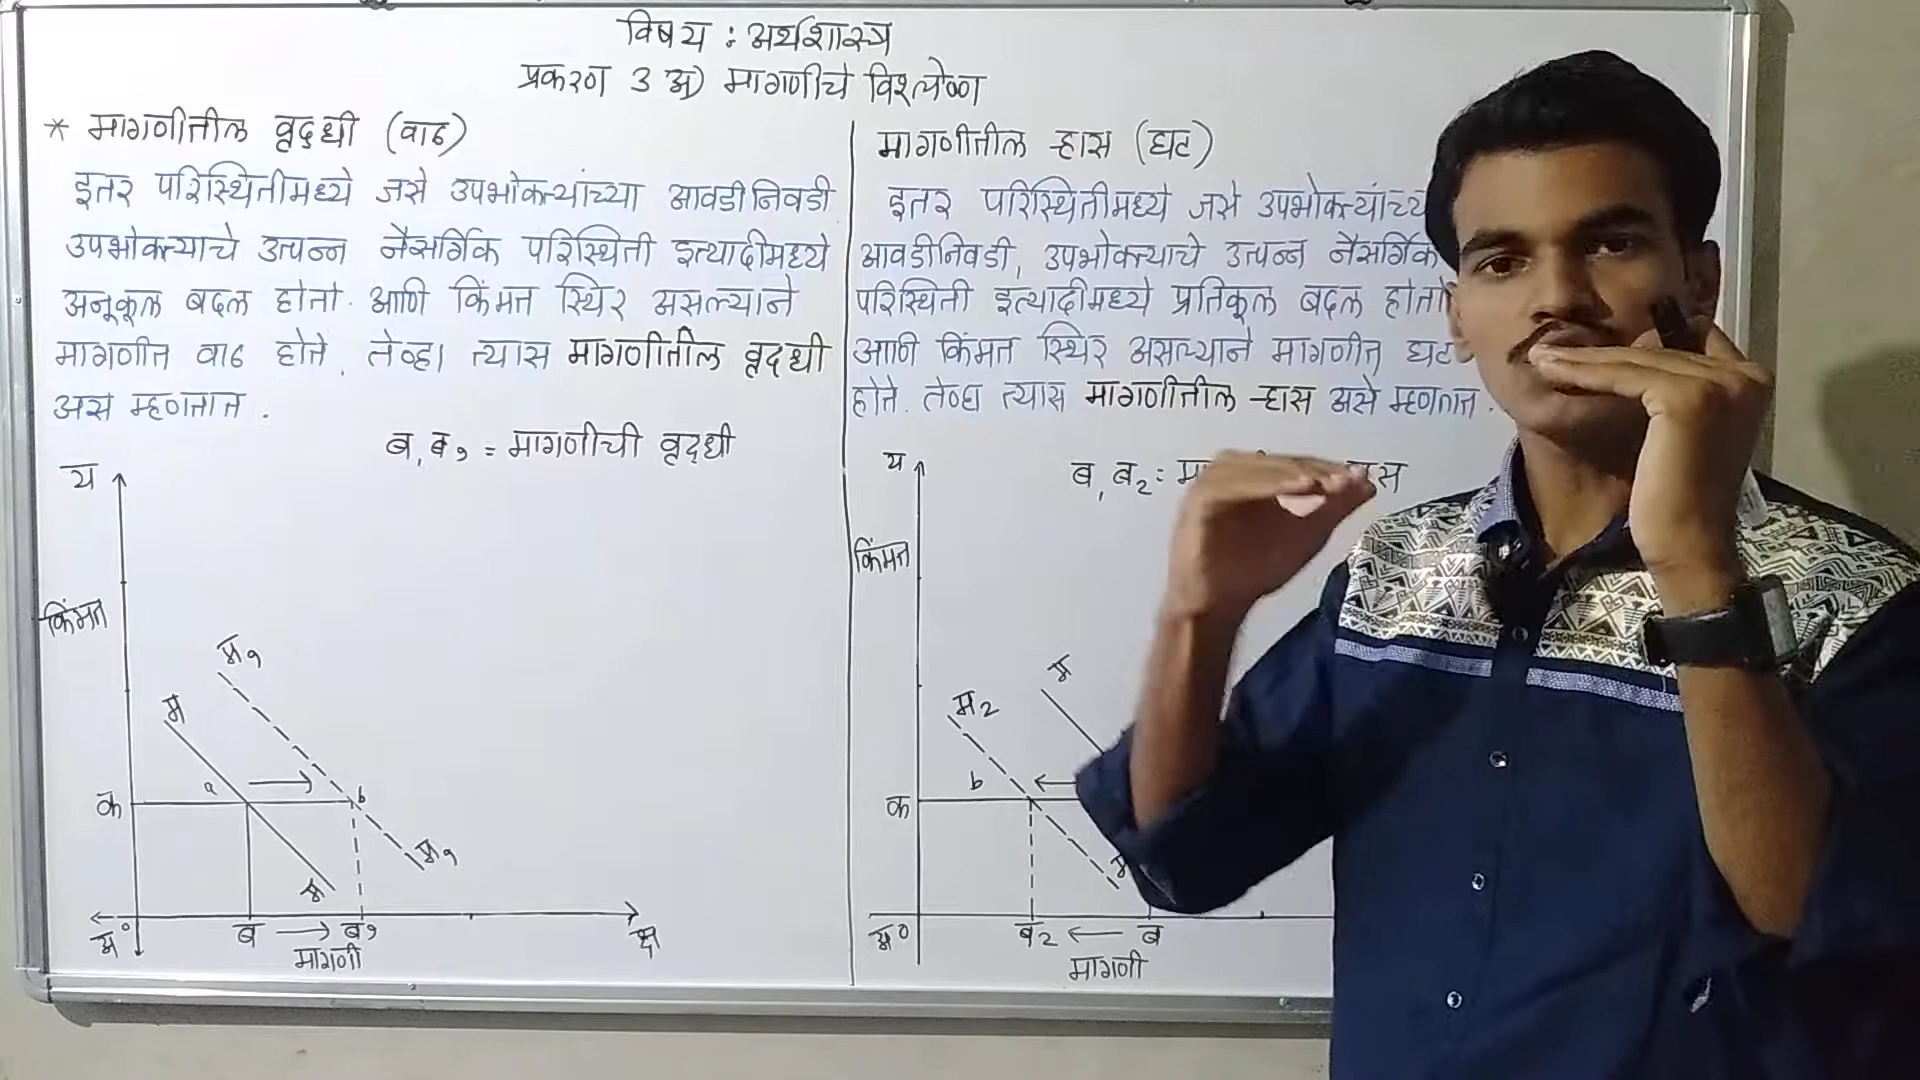 विषय : अर्थशास्त्र
प्रकरण 3 अ) मागणीचे विश्लेषण
* मागणीतील वृद्धी (वाढ)
इतर परिस्थितीमध्ये जसे उपभोक्त्यांच्या आवडीनिवडी
उपभोक्त्याचे उत्पन्न नैसर्गिक परिस्थिती इत्यादीमध्ये
अनूकूल बदल होतो. आणि किंमत स्थिर असल्याने
मागणीत वाढ होते. तेव्हा त्यास मागणीतील वृद्धी
अस म्हणतात .
ब, ब१ = मागणीची वृद्धी
य
किंमत
म१
म
a
b
क
म१
म
अ०
ब → ब१
क्ष
मागणी
मागणीतील ऱ्हास (घट)
इतर परिस्थितीमध्ये जसे
आवडीनिवडी, उपभोक्त्याचे उत्पन्न नैसर्गिक
परिस्थिती इत्यादीमध्ये प्रतिकूल बदल होतो
आणि किंमत स्थिर असल्याने मागणीत घट
होते. तेव्हा त्यास मागणीतील ऱ्हास असे म्हणतात .
ब, ब2 =
य
किंमत
म
म2
b
क
अ०
ब2 ← ब
मागणी